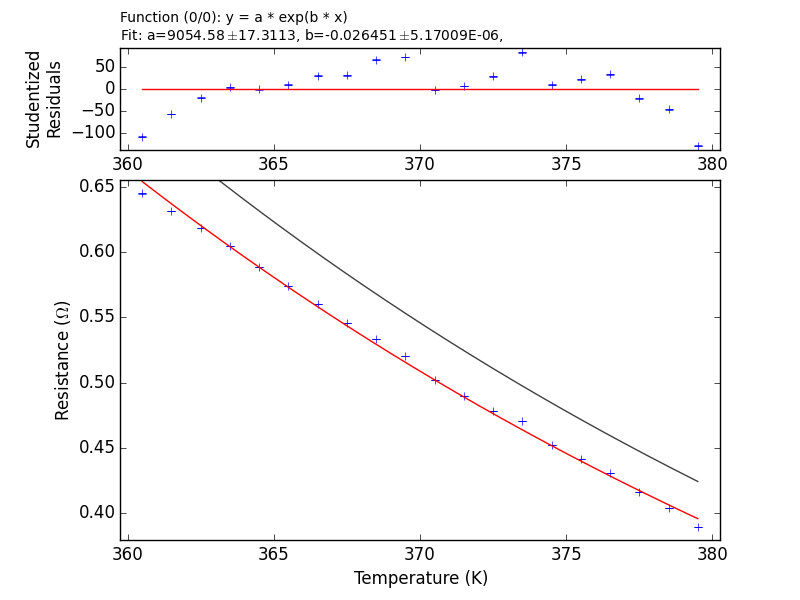 Function (0/0): y = a * exp(b * x)
Fit: a=9054.58±17.3113, b=-0.026451±5.17009E-06,
Studentized
Residuals
50
0
−50
−100
360 365 370 375 380
Resistance (Ω)
0.65
0.60
0.55
0.50
0.45
0.40
360 365 370 375 380
Temperature (K)